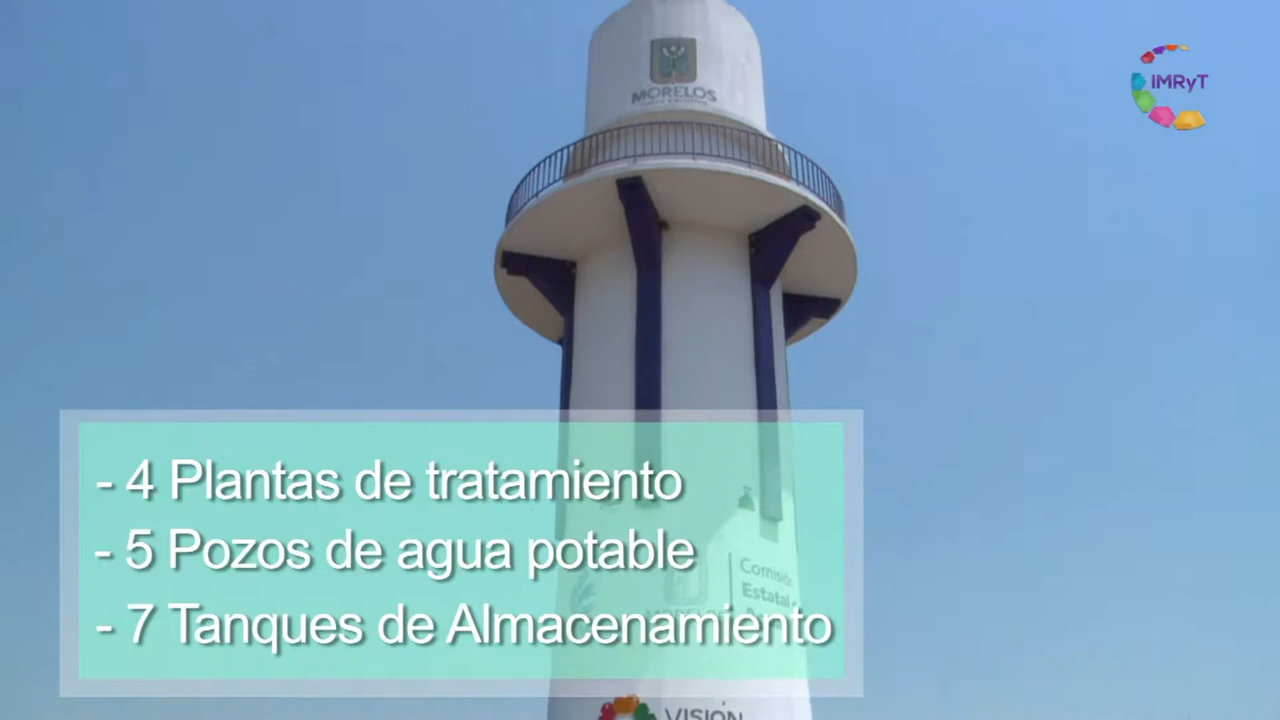 IMRyT
MORELOS
- 4 Plantas de tratamiento
- 5 Pozos de agua potable
- 7 Tanques de Almacenamiento
Comisión
Estatal
VISIÓN